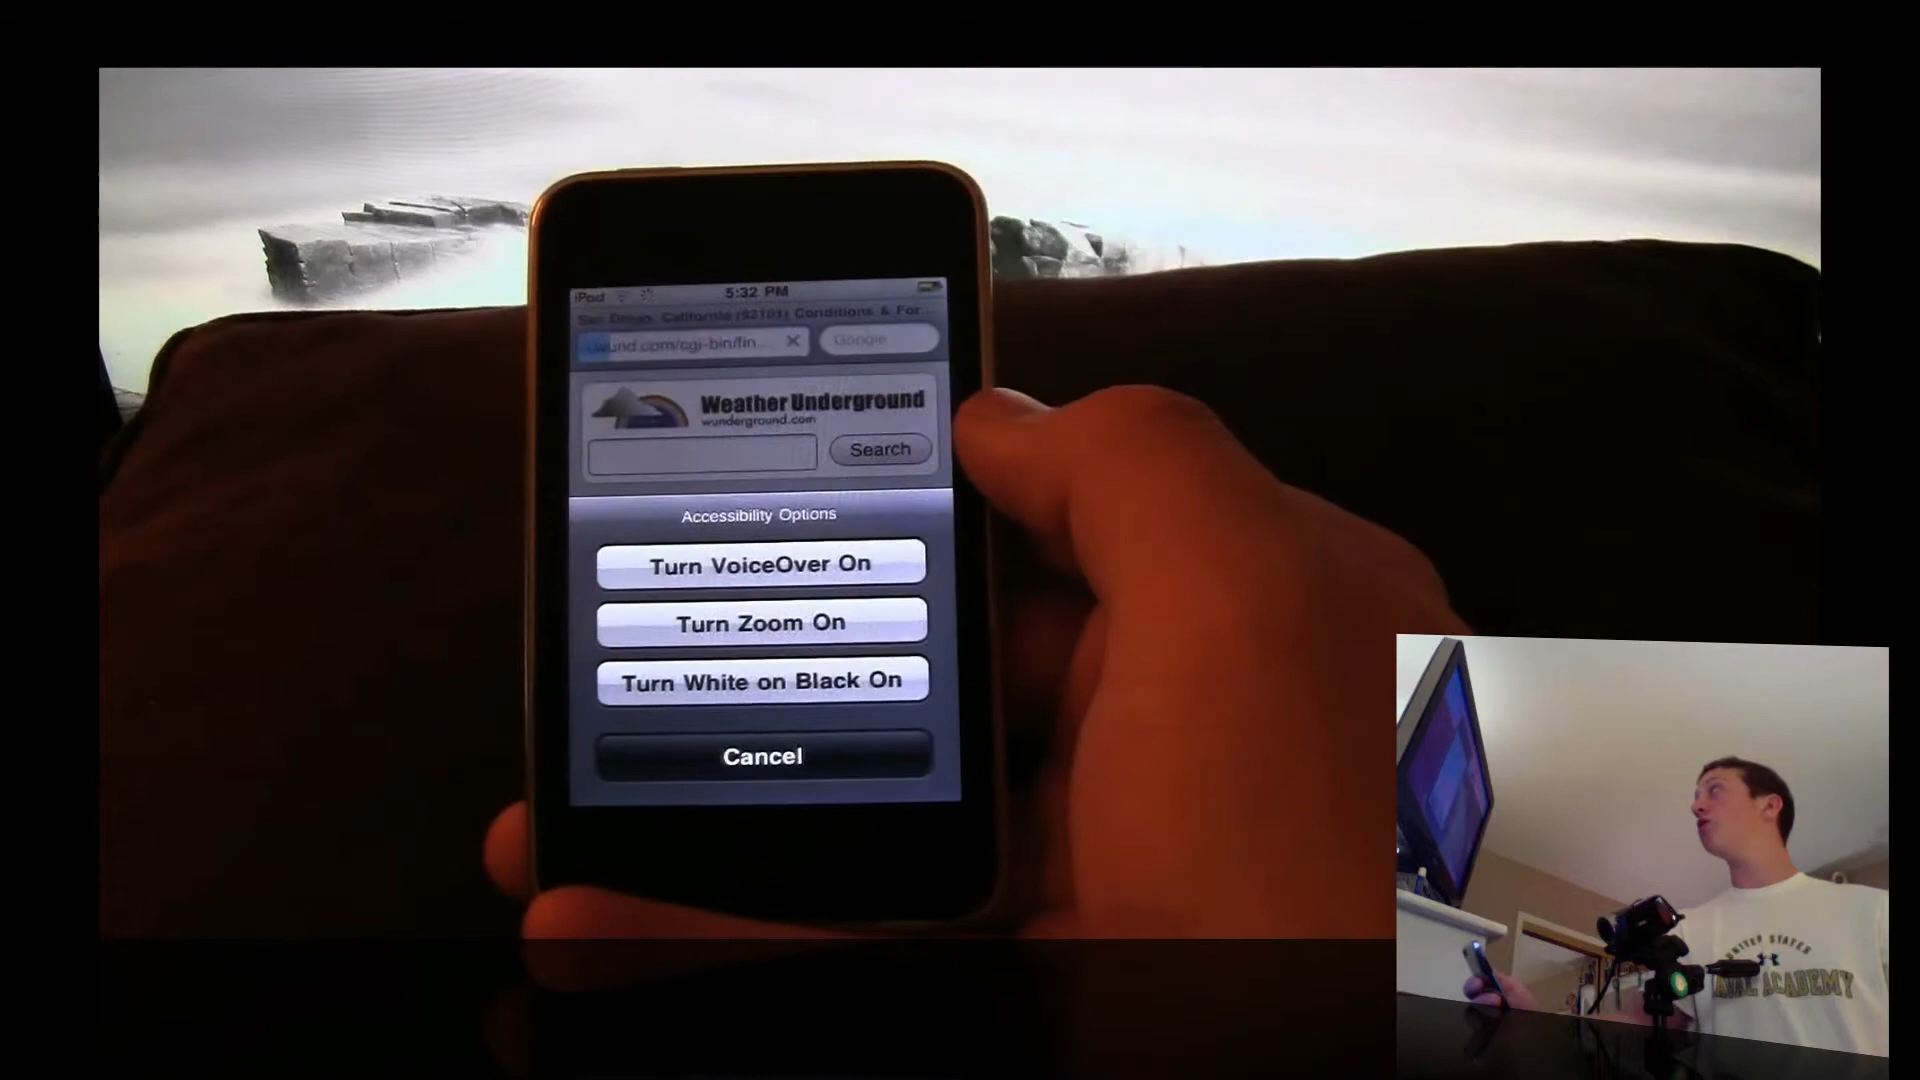 iPod 5:32 PM
San Diego, California (92101) Conditions & For
wund.com/cgi-bin/fin... Google
Weather Underground
wunderground.com
Search
Accessibility Options
Turn VoiceOver On
Turn Zoom On
Turn White on Black On
Cancel
UNITED STATES
ACADEMY